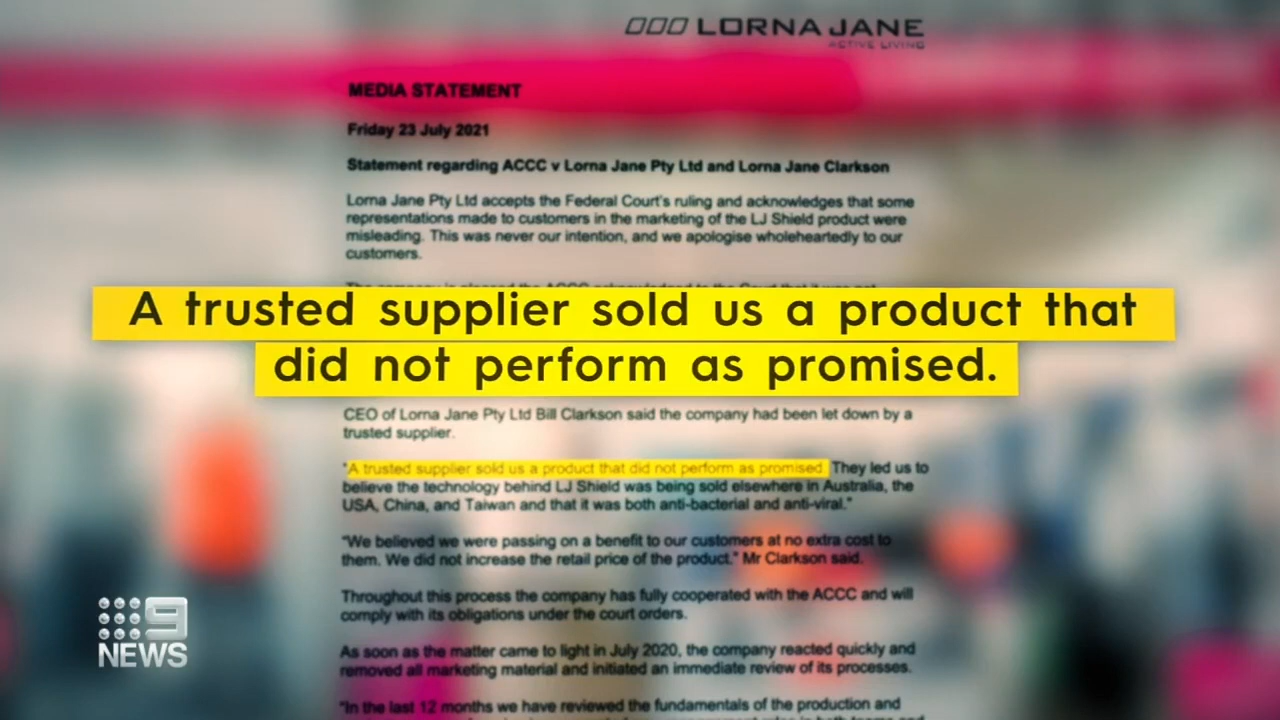 LORNA JANE
ACTIVE LIVING
MEDIA STATEMENT
Friday 23 July 2021
Statement regarding ACCC v Lorna Jane Pty Ltd and Lorna Jane Clarkson
Lorna Jane Pty Ltd accepts the Federal Court's ruling and acknowledges that some
representations made to customers in the marketing of the LJ Shield product were
misleading. This was never our intention, and we apologise wholeheartedly to our
customers.
A trusted supplier sold us a product that
did not perform as promised.
CEO of Lorna Jane Pty Ltd Bill Clarkson said the company had been let down by a
trusted supplier.
"A trusted supplier sold us a product that did not perform as promised. They led us to
believe the technology behind LJ Shield was being sold elsewhere in Australia, the
USA, China, and Taiwan and that it was both anti-bacterial and anti-viral."
"We believed we were passing on a benefit to our customers at no extra cost to
them. We did not increase the retail price of the product." Mr Clarkson said.
Throughout this process the company has fully cooperated with the ACCC and will
comply with its obligations under the court orders.
As soon as the matter came to light in July 2020, the company reacted quickly and
removed all marketing material and initiated an immediate review of its processes.
"In the last 12 months we have reviewed the fundamentals of the production and
9
NEWS